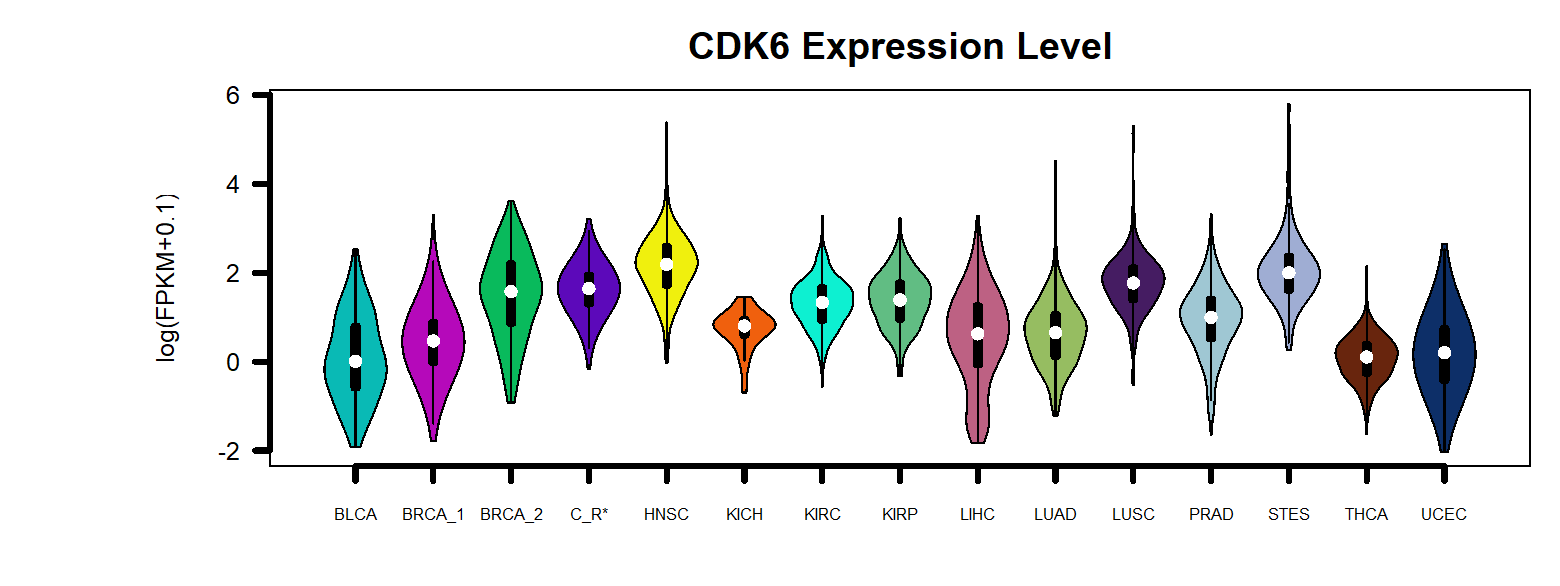 CDK6 Expression Level
log(FPKM+0.1)
6
4
2
0
-2
BLCA BRCA_1 BRCA_2 C_R* HNSC KICH KIRC KIRP LIHC LUAD LUSC PRAD STES THCA UCEC